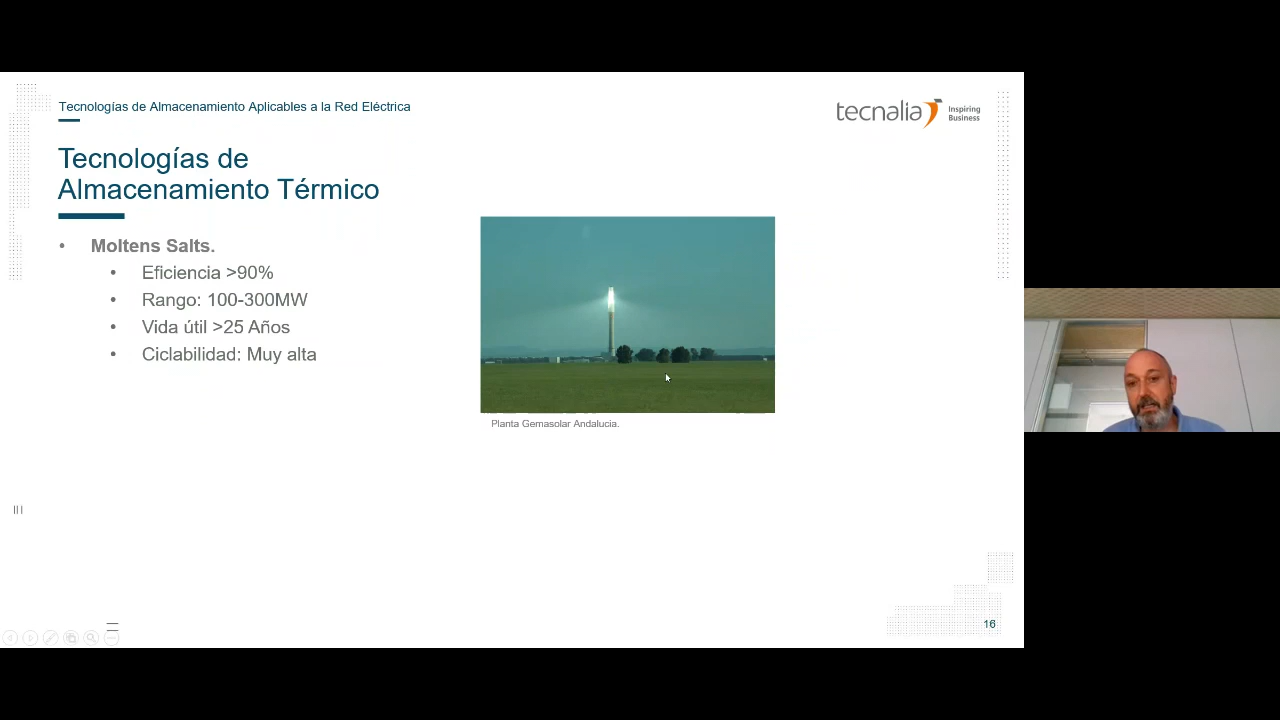 Tecnologías de Almacenamiento Aplicables a la Red Eléctrica
tecnalia
Inspiring
Business
Tecnologías de
Almacenamiento Térmico
• Moltens Salts.
• Eficiencia >90%
• Rango: 100-300MW
• Vida útil >25 Años
• Ciclabilidad: Muy alta
Planta Gemasolar Andalucia.
16